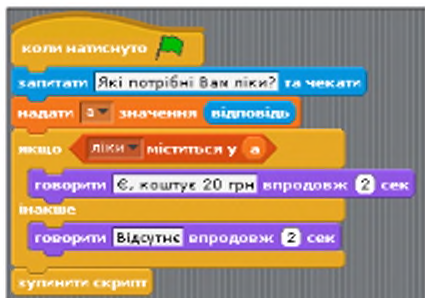 коли натиснуто
запитати Які потрібні Вам ліки? та чекати
надати a значення відповідь
якщо ліки міститься у a
говорити Є, коштує 20 грн впродовж 2 сек
інакше
говорити Відсутнє впродовж 2 сек
зупинити скрипт